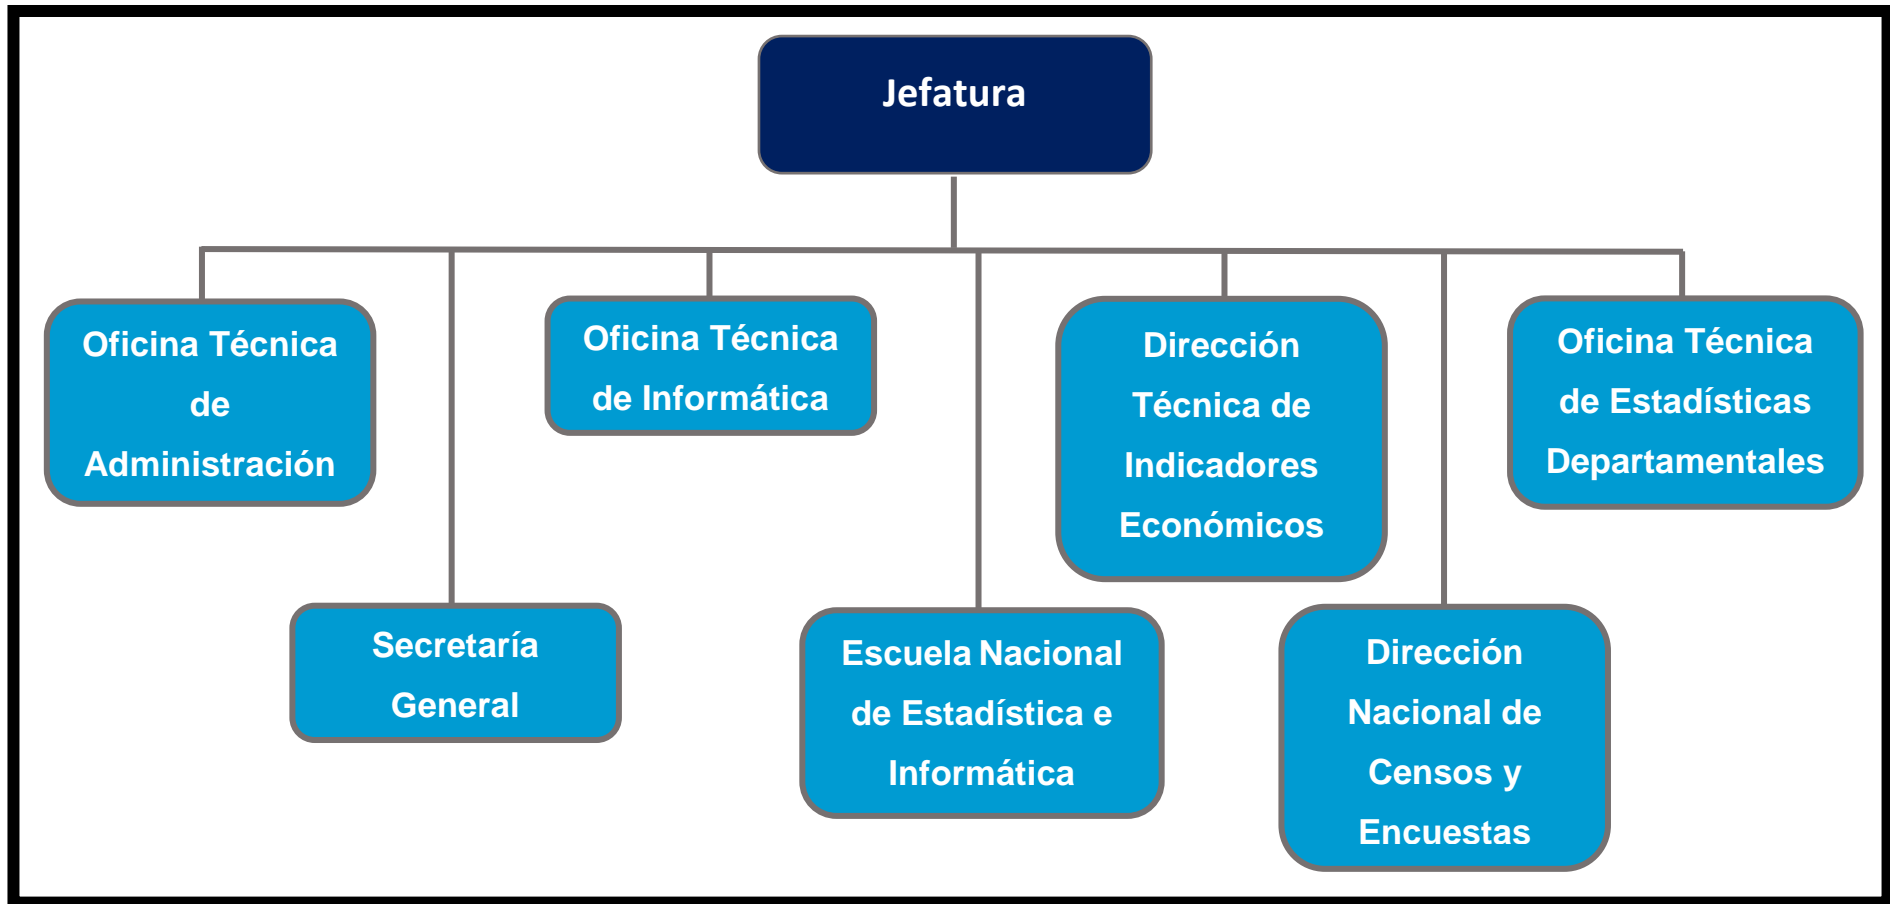 Jefatura
Oficina Técnica
de
Administración
Oficina Técnica
de Informática
Dirección
Técnica de
Indicadores
Económicos
Oficina Técnica
de Estadísticas
Departamentales
Secretaría
General
Escuela Nacional
de Estadística e
Informática
Dirección
Nacional de
Censos y
Encuestas